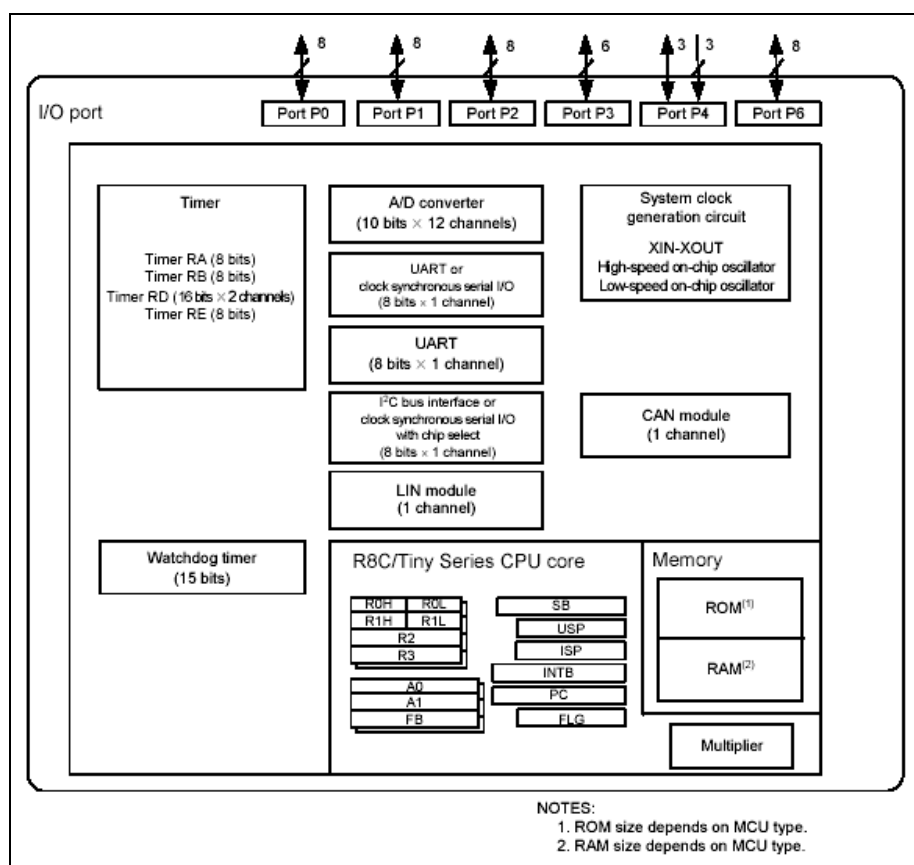 8 8 8 6 3 3 8
I/O port
Port P0 Port P1 Port P2 Port P3 Port P4 Port P6
Timer
Timer RA (8 bits)
Timer RB (8 bits)
Timer RD (16 bits × 2 channels)
Timer RE (8 bits)
A/D converter
(10 bits × 12 channels)
UART or
clock synchronous serial I/O
(8 bits × 1 channel)
UART
(8 bits × 1 channel)
I²C bus interface or
clock synchronous serial I/O
with chip select
(8 bits × 1 channel)
LIN module
(1 channel)
System clock
generation circuit
XIN-XOUT
High-speed on-chip oscillator
Low-speed on-chip oscillator
CAN module
(1 channel)
Watchdog timer
(15 bits)
R8C/Tiny Series CPU core
R0H R0L
R1H R1L
R2
R3
A0
A1
FB
SB
USP
ISP
INTB
PC
FLG
Memory
ROM(1)
RAM(2)
Multiplier
NOTES:
1. ROM size depends on MCU type.
2. RAM size depends on MCU type.